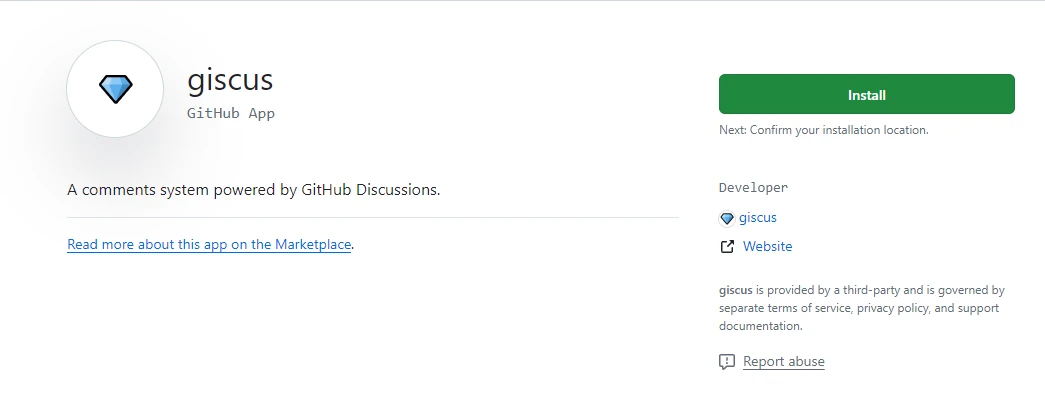 giscus
GitHub App
A comments system powered by GitHub Discussions.
Read more about this app on the Marketplace.
Install
Next: Confirm your installation location.
Developer
giscus
Website
giscus is provided by a third-party and is governed by
separate terms of service, privacy policy, and support
documentation.
Report abuse